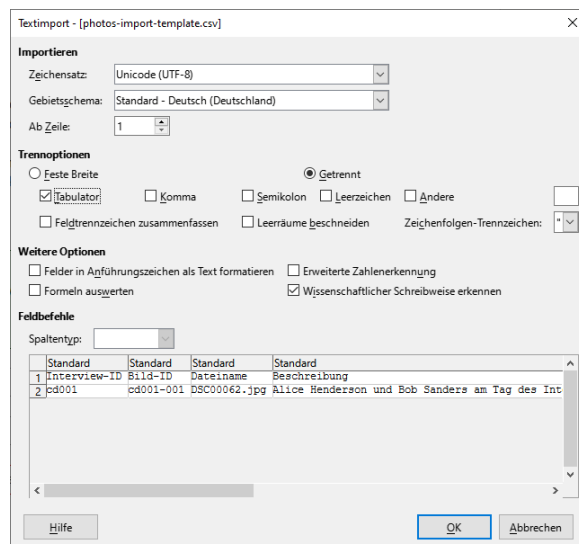 Textimport - [photos-import-template.csv]
Importieren
Zeichensatz: Unicode (UTF-8)
Gebietsschema: Standard - Deutsch (Deutschland)
Ab Zeile: 1
Trennoptionen
Feste Breite Getrennt
Tabulator Komma Semikolon Leerzeichen Andere
Feldtrennzeichen zusammenfassen Leerräume beschneiden Zeichenfolgen-Trennzeichen: "
Weitere Optionen
Felder in Anführungszeichen als Text formatieren Erweiterte Zahlenerkennung
Formeln auswerten Wissenschaftlicher Schreibweise erkennen
Feldbefehle
Spaltentyp:
Standard Standard Standard Standard
1 Interview-ID Bild-ID Dateiname Beschreibung
2 cd001 cd001-001 DSC00062.jpg Alice Henderson und Bob Sanders am Tag des Int
Hilfe OK Abbrechen